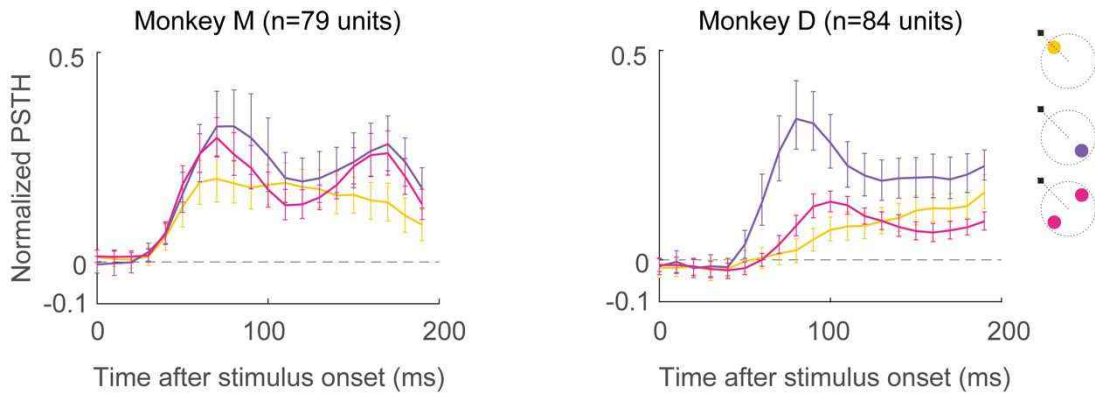 Monkey M (n=79 units)
Monkey D (n=84 units)
Normalized PSTH
0.5
0
-0.1
0
100
200
Time after stimulus onset (ms)
0.5
0
-0.1
0
100
200
Time after stimulus onset (ms)